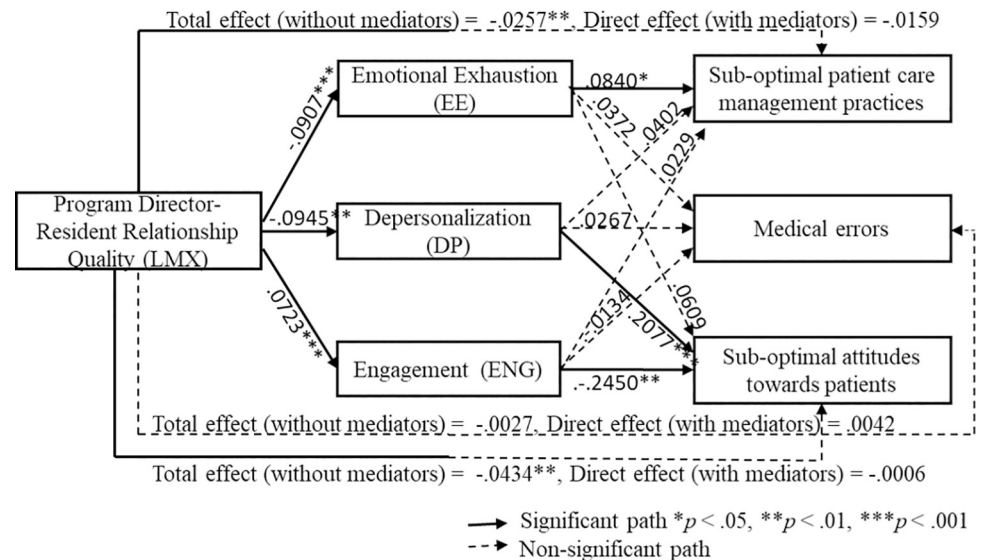 Total effect (without mediators) = -.0257**, Direct effect (with mediators) = -.0159
Emotional Exhaustion
(EE)
Sub-optimal patient care
management practices
-.0907***
.0840*
.0372
.0402
.0229
Program Director-
Resident Relationship
Quality (LMX)
-.0945**
Depersonalization
(DP)
.0267
Medical errors
.0723***
.0134
.2077***
.0609
Engagement (ENG)
.-.2450**
Sub-optimal attitudes
towards patients
Total effect (without mediators) = -.0027, Direct effect (with mediators) = .0042
Total effect (without mediators) = -.0434**, Direct effect (with mediators) = -.0006
Significant path *p < .05, **p < .01, ***p < .001
Non-significant path